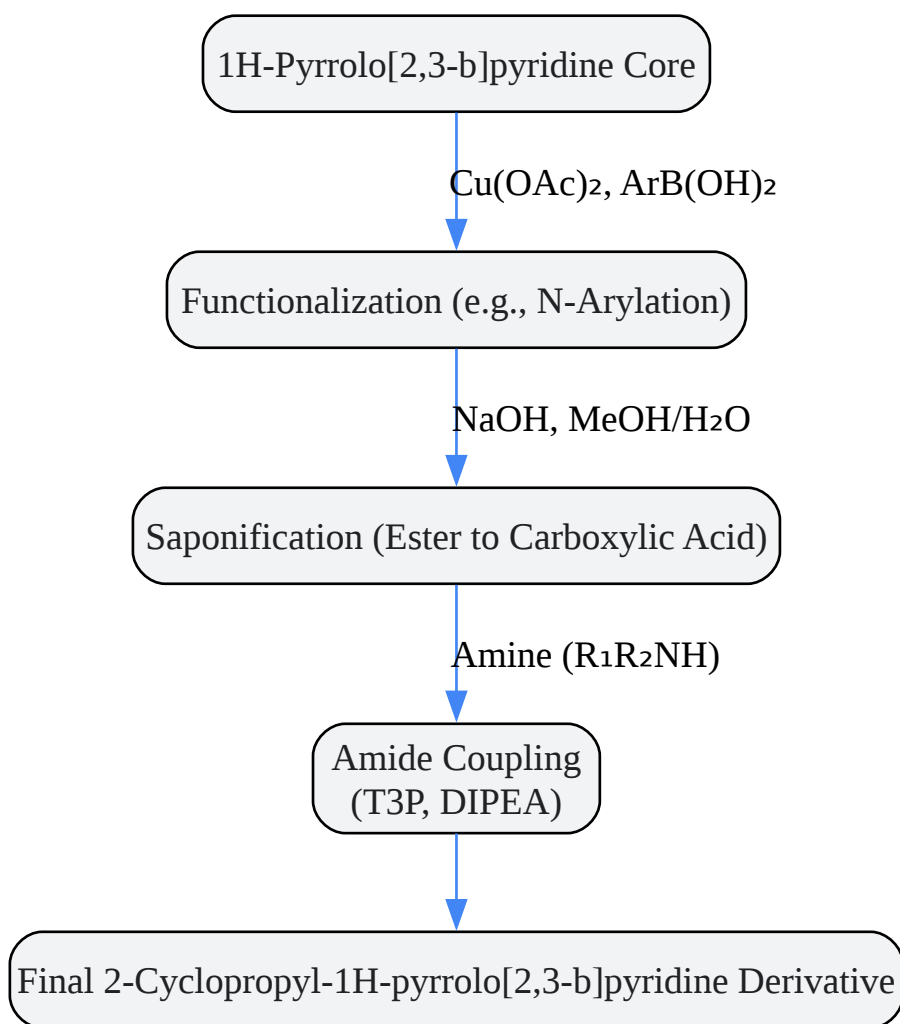 1H-Pyrrolo[2,3-b]pyridine Core
Cu(OAc)₂, ArB(OH)₂
Functionalization (e.g., N-Arylation)
NaOH, MeOH/H₂O
Saponification (Ester to Carboxylic Acid)
Amine (R₁R₂NH)
Amide Coupling
(T3P, DIPEA)
Final 2-Cyclopropyl-1H-pyrrolo[2,3-b]pyridine Derivative